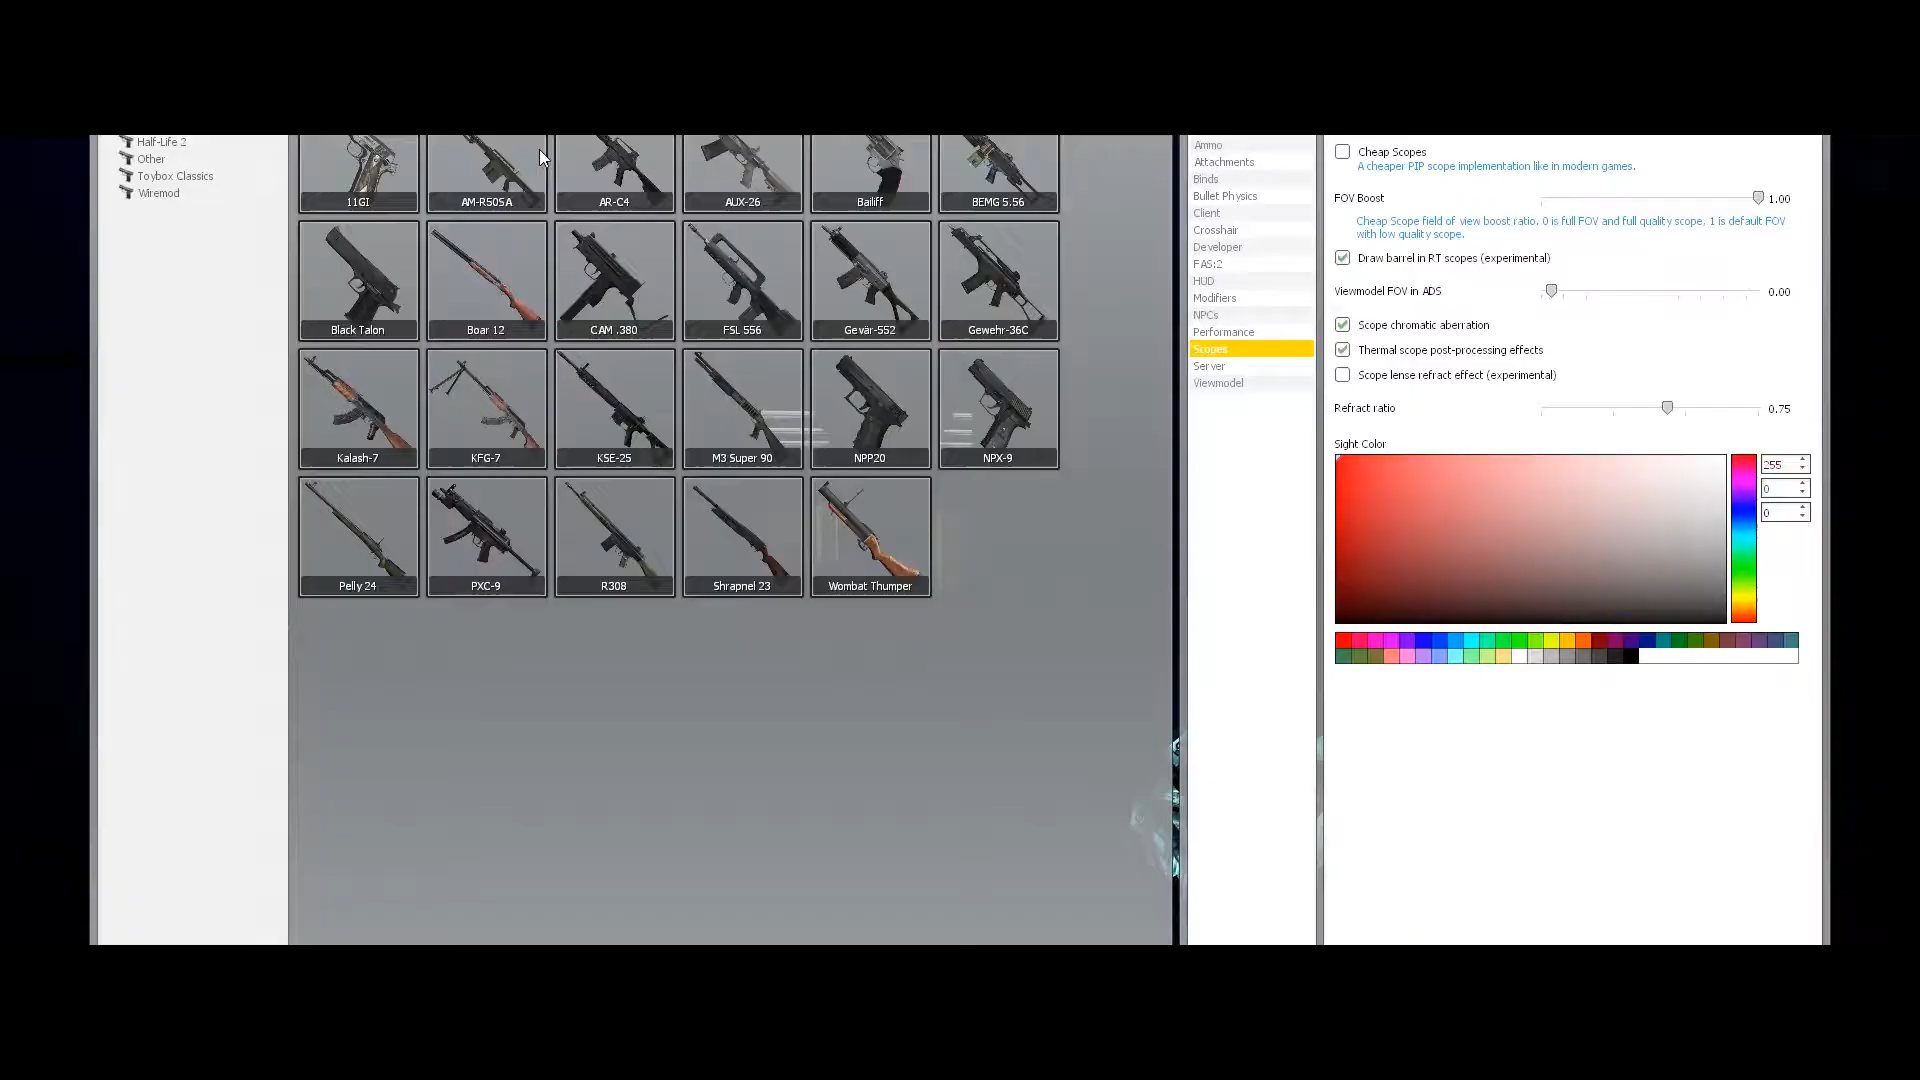 Half-Life 2
Other
Toybox Classics
Wiremod
11GI
AM-R50SA
AR-C4
AUX-26
Bailiff
BEMG 5.56
Black Talon
Boar 12
CAM .380
FSL 556
Gevär-552
Gewehr-36C
Kalash-7
KFG-7
KSE-25
M3 Super 90
NPP20
NPX-9
Pelly 24
PXC-9
R308
Shrapnel 23
Wombat Thumper
Ammo
Attachments
Binds
Bullet Physics
Client
Crosshair
Developer
FAS:2
HUD
Modifiers
NPCs
Performance
Scopes
Server
Viewmodel
Cheap Scopes
A cheaper PIP scope implementation like in modern games.
FOV Boost 1.00
Cheap Scope field of view boost ratio. 0 is full FOV and full quality scope, 1 is default FOV
with low quality scope.
Draw barrel in RT scopes (experimental)
Viewmodel FOV in ADS 0.00
Scope chromatic aberration
Thermal scope post-processing effects
Scope lense refract effect (experimental)
Refract ratio 0.75
Sight Color
255
0
0